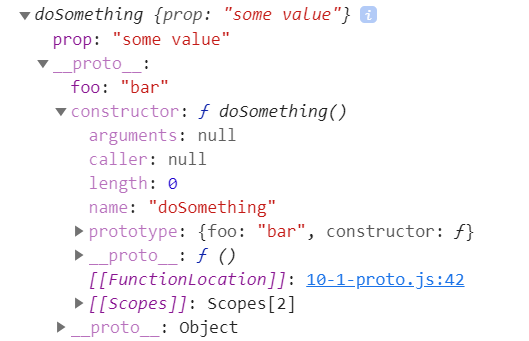 ▼doSomething {prop: "some value"} i
prop: "some value"
▼__proto__:
foo: "bar"
▼constructor: ƒ doSomething()
arguments: null
caller: null
length: 0
name: "doSomething"
▶prototype: {foo: "bar", constructor: ƒ}
▶__proto__: ƒ ()
[[FunctionLocation]]: 10-1-proto.js:42
▶[[Scopes]]: Scopes[2]
▶__proto__: Object